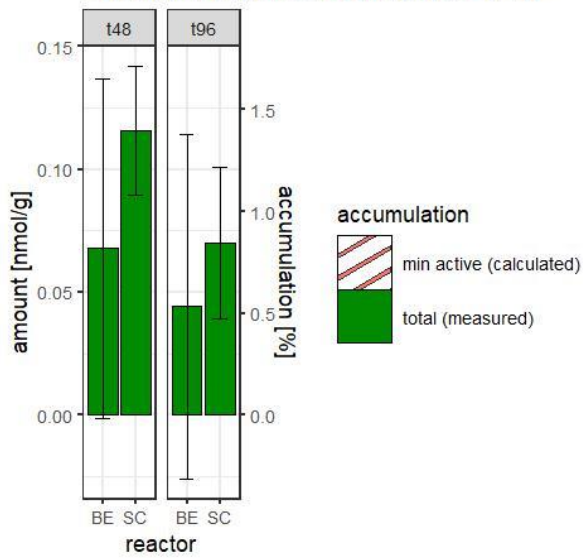 t48 t96
0.15
0.10
0.05
0.00
amount [nmol/g]
1.5
1.0
0.5
0.0
accumulation [%]
BE SC BE SC
reactor
accumulation
min active (calculated)
total (measured)